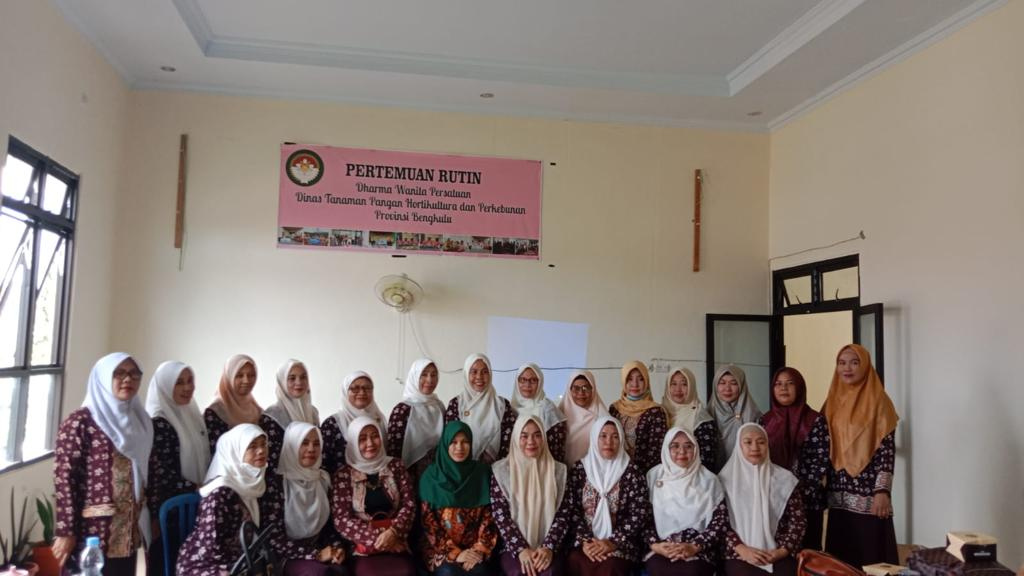 PERTEMUAN RUTIN
Dharma Wanita Persatuan
Dinas Tanaman Pangan Hortikultura dan Perkebunan
Provinsi Bengkulu